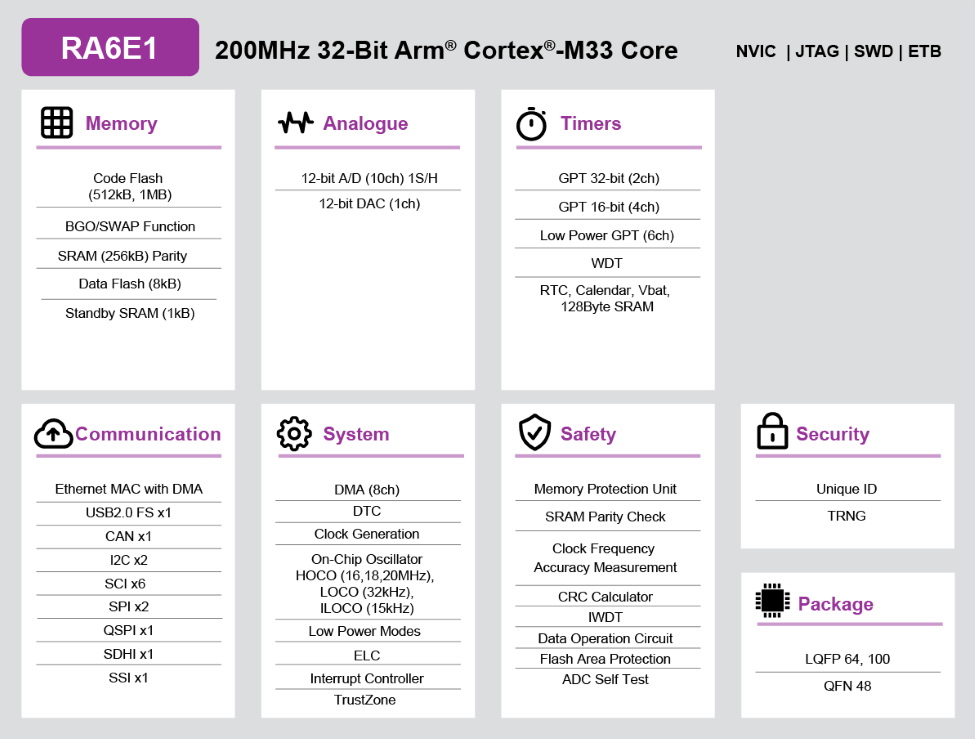 RA6E1
200MHz 32-Bit Arm® Cortex®-M33 Core
NVIC | JTAG | SWD | ETB
Memory
Code Flash
(512kB, 1MB)
BGO/SWAP Function
SRAM (256kB) Parity
Data Flash (8kB)
Standby SRAM (1kB)
Analogue
12-bit A/D (10ch) 1S/H
12-bit DAC (1ch)
Timers
GPT 32-bit (2ch)
GPT 16-bit (4ch)
Low Power GPT (6ch)
WDT
RTC, Calendar, Vbat,
128Byte SRAM
Communication
Ethernet MAC with DMA
USB2.0 FS x1
CAN x1
I2C x2
SCI x6
SPI x2
QSPI x1
SDHI x1
SSI x1
System
DMA (8ch)
DTC
Clock Generation
On-Chip Oscillator
HOCO (16,18,20MHz),
LOCO (32kHz),
ILOCO (15kHz)
Low Power Modes
ELC
Interrupt Controller
TrustZone
Safety
Memory Protection Unit
SRAM Parity Check
Clock Frequency
Accuracy Measurement
CRC Calculator
IWDT
Data Operation Circuit
Flash Area Protection
ADC Self Test
Security
Unique ID
TRNG
Package
LQFP 64, 100
QFN 48